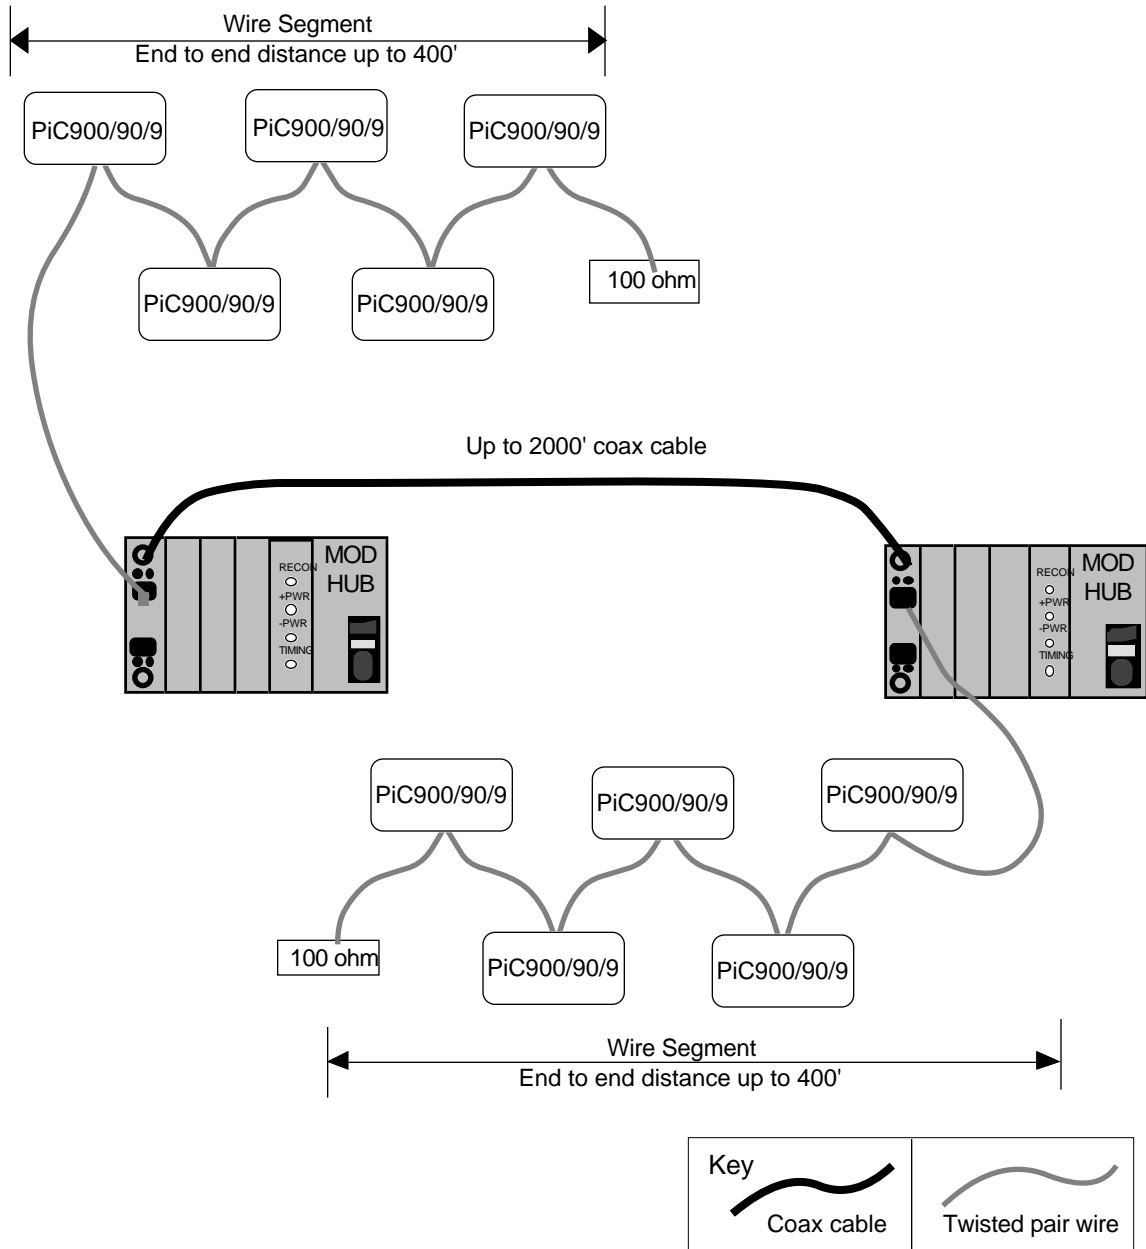 Wire Segment
End to end distance up to 400'
PiC900/90/9
PiC900/90/9
PiC900/90/9
PiC900/90/9
PiC900/90/9
100 ohm
Up to 2000' coax cable
MOD
HUB
RECON
+PWR
-PWR
TIMING
MOD
HUB
RECON
+PWR
-PWR
TIMING
PiC900/90/9
PiC900/90/9
PiC900/90/9
100 ohm
PiC900/90/9
PiC900/90/9
Wire Segment
End to end distance up to 400'
Key
Coax cable
Twisted pair wire